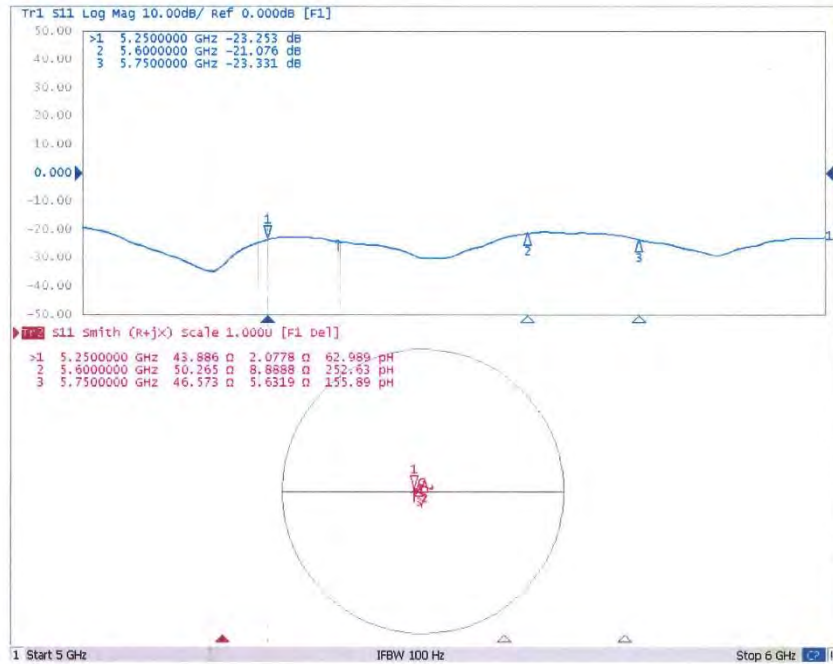 Tr1 S11 Log Mag 10.00dB/ Ref 0.000dB [F1]
50.00
>1 5.2500000 GHz -23.253 dB
2 5.6000000 GHz -21.076 dB
3 5.7500000 GHz -23.331 dB
40.00
30.00
20.00
10.00
0.000
-10.00
-20.00
-30.00
-40.00
-50.00
1
2
3
1
Tr2 S11 Smith (R+jX) Scale 1.000U [F1 Del]
>1 5.2500000 GHz 43.886 Ω 2.0778 Ω 62.989 pH
2 5.6000000 GHz 50.265 Ω 8.8888 Ω 252.63 pH
3 5.7500000 GHz 46.573 Ω 5.6319 Ω 155.89 pH
1
1 Start 5 GHz IFBW 100 Hz Stop 6 GHz C?